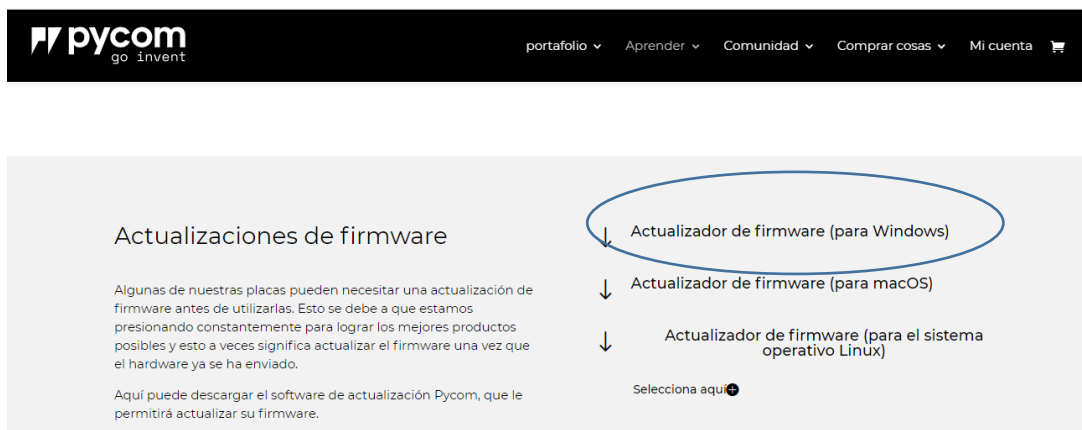 pycom
go invent
portafolio Aprender Comunidad Comprar cosas Mi cuenta
Actualizaciones de firmware
Algunas de nuestras placas pueden necesitar una actualización de
firmware antes de utilizarlas. Esto se debe a que estamos
presionando constantemente para lograr los mejores productos
posibles y esto a veces significa actualizar el firmware una vez que
el hardware ya se ha enviado.
Aquí puede descargar el software de actualización Pycom, que le
permitirá actualizar su firmware.
Actualizador de firmware (para Windows)
Actualizador de firmware (para macOS)
Actualizador de firmware (para el sistema
operativo Linux)
Selecciona aquí